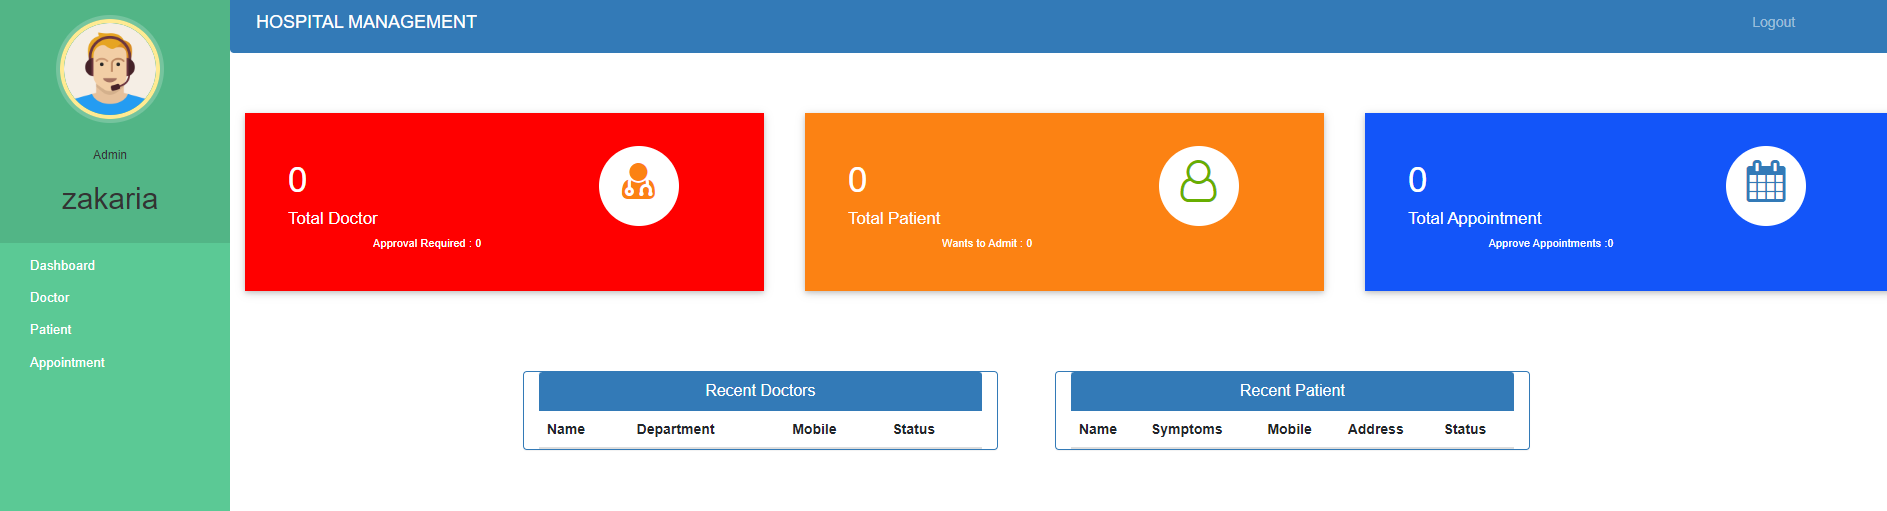 HOSPITAL MANAGEMENT
Logout
Admin
zakaria
Dashboard
Doctor
Patient
Appointment
0
Total Doctor
Approval Required : 0
0
Total Patient
Wants to Admit : 0
0
Total Appointment
Approve Appointments :0
Recent Doctors
Name Department Mobile Status
Recent Patient
Name Symptoms Mobile Address Status